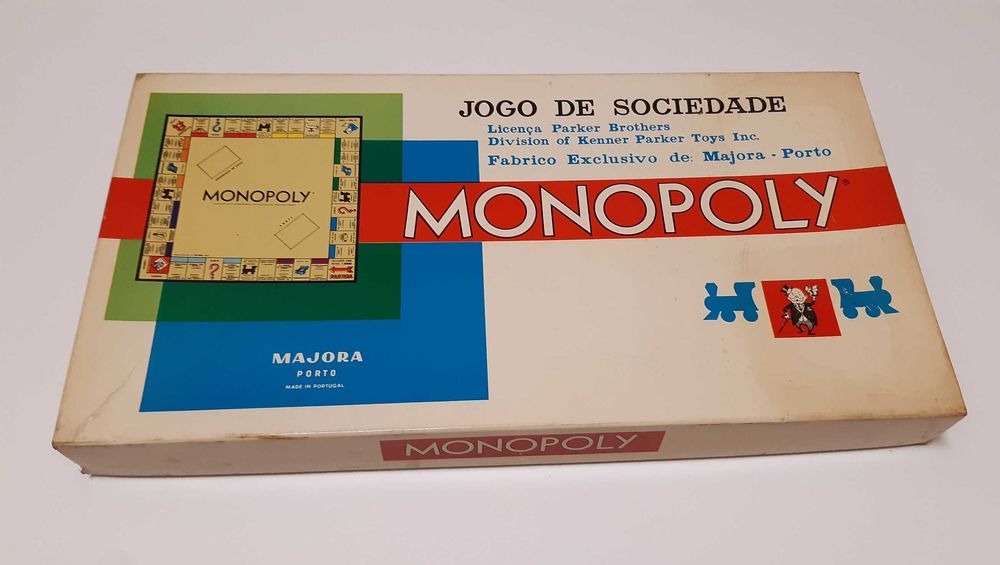 JOGO DE SOCIEDADE
Licença Parker Brothers
Division of Kenner Parker Toys Inc.
Fabrico Exclusivo de: Majora - Porto
MONOPOLY®
MONOPOLY
PARTIDA
MAJORA
PORTO
MADE IN PORTUGAL
MONOPOLY